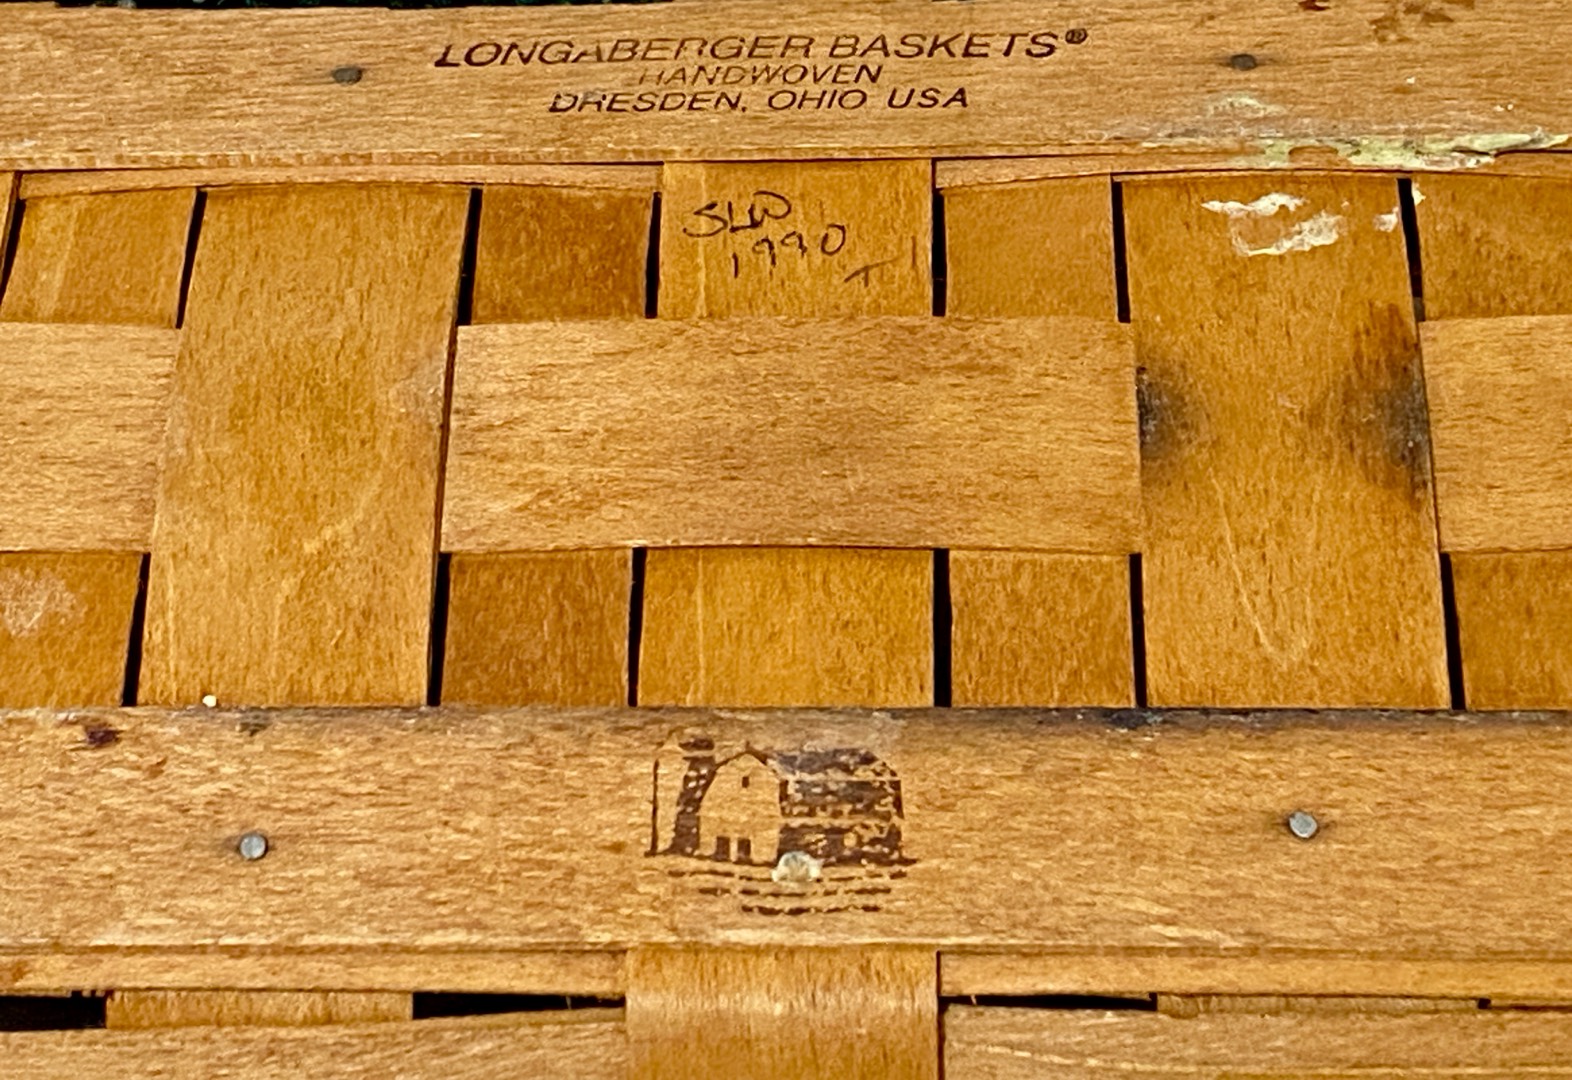 LONGABERGER BASKETS®
HANDWOVEN
DRESDEN, OHIO USA
SLW
1990